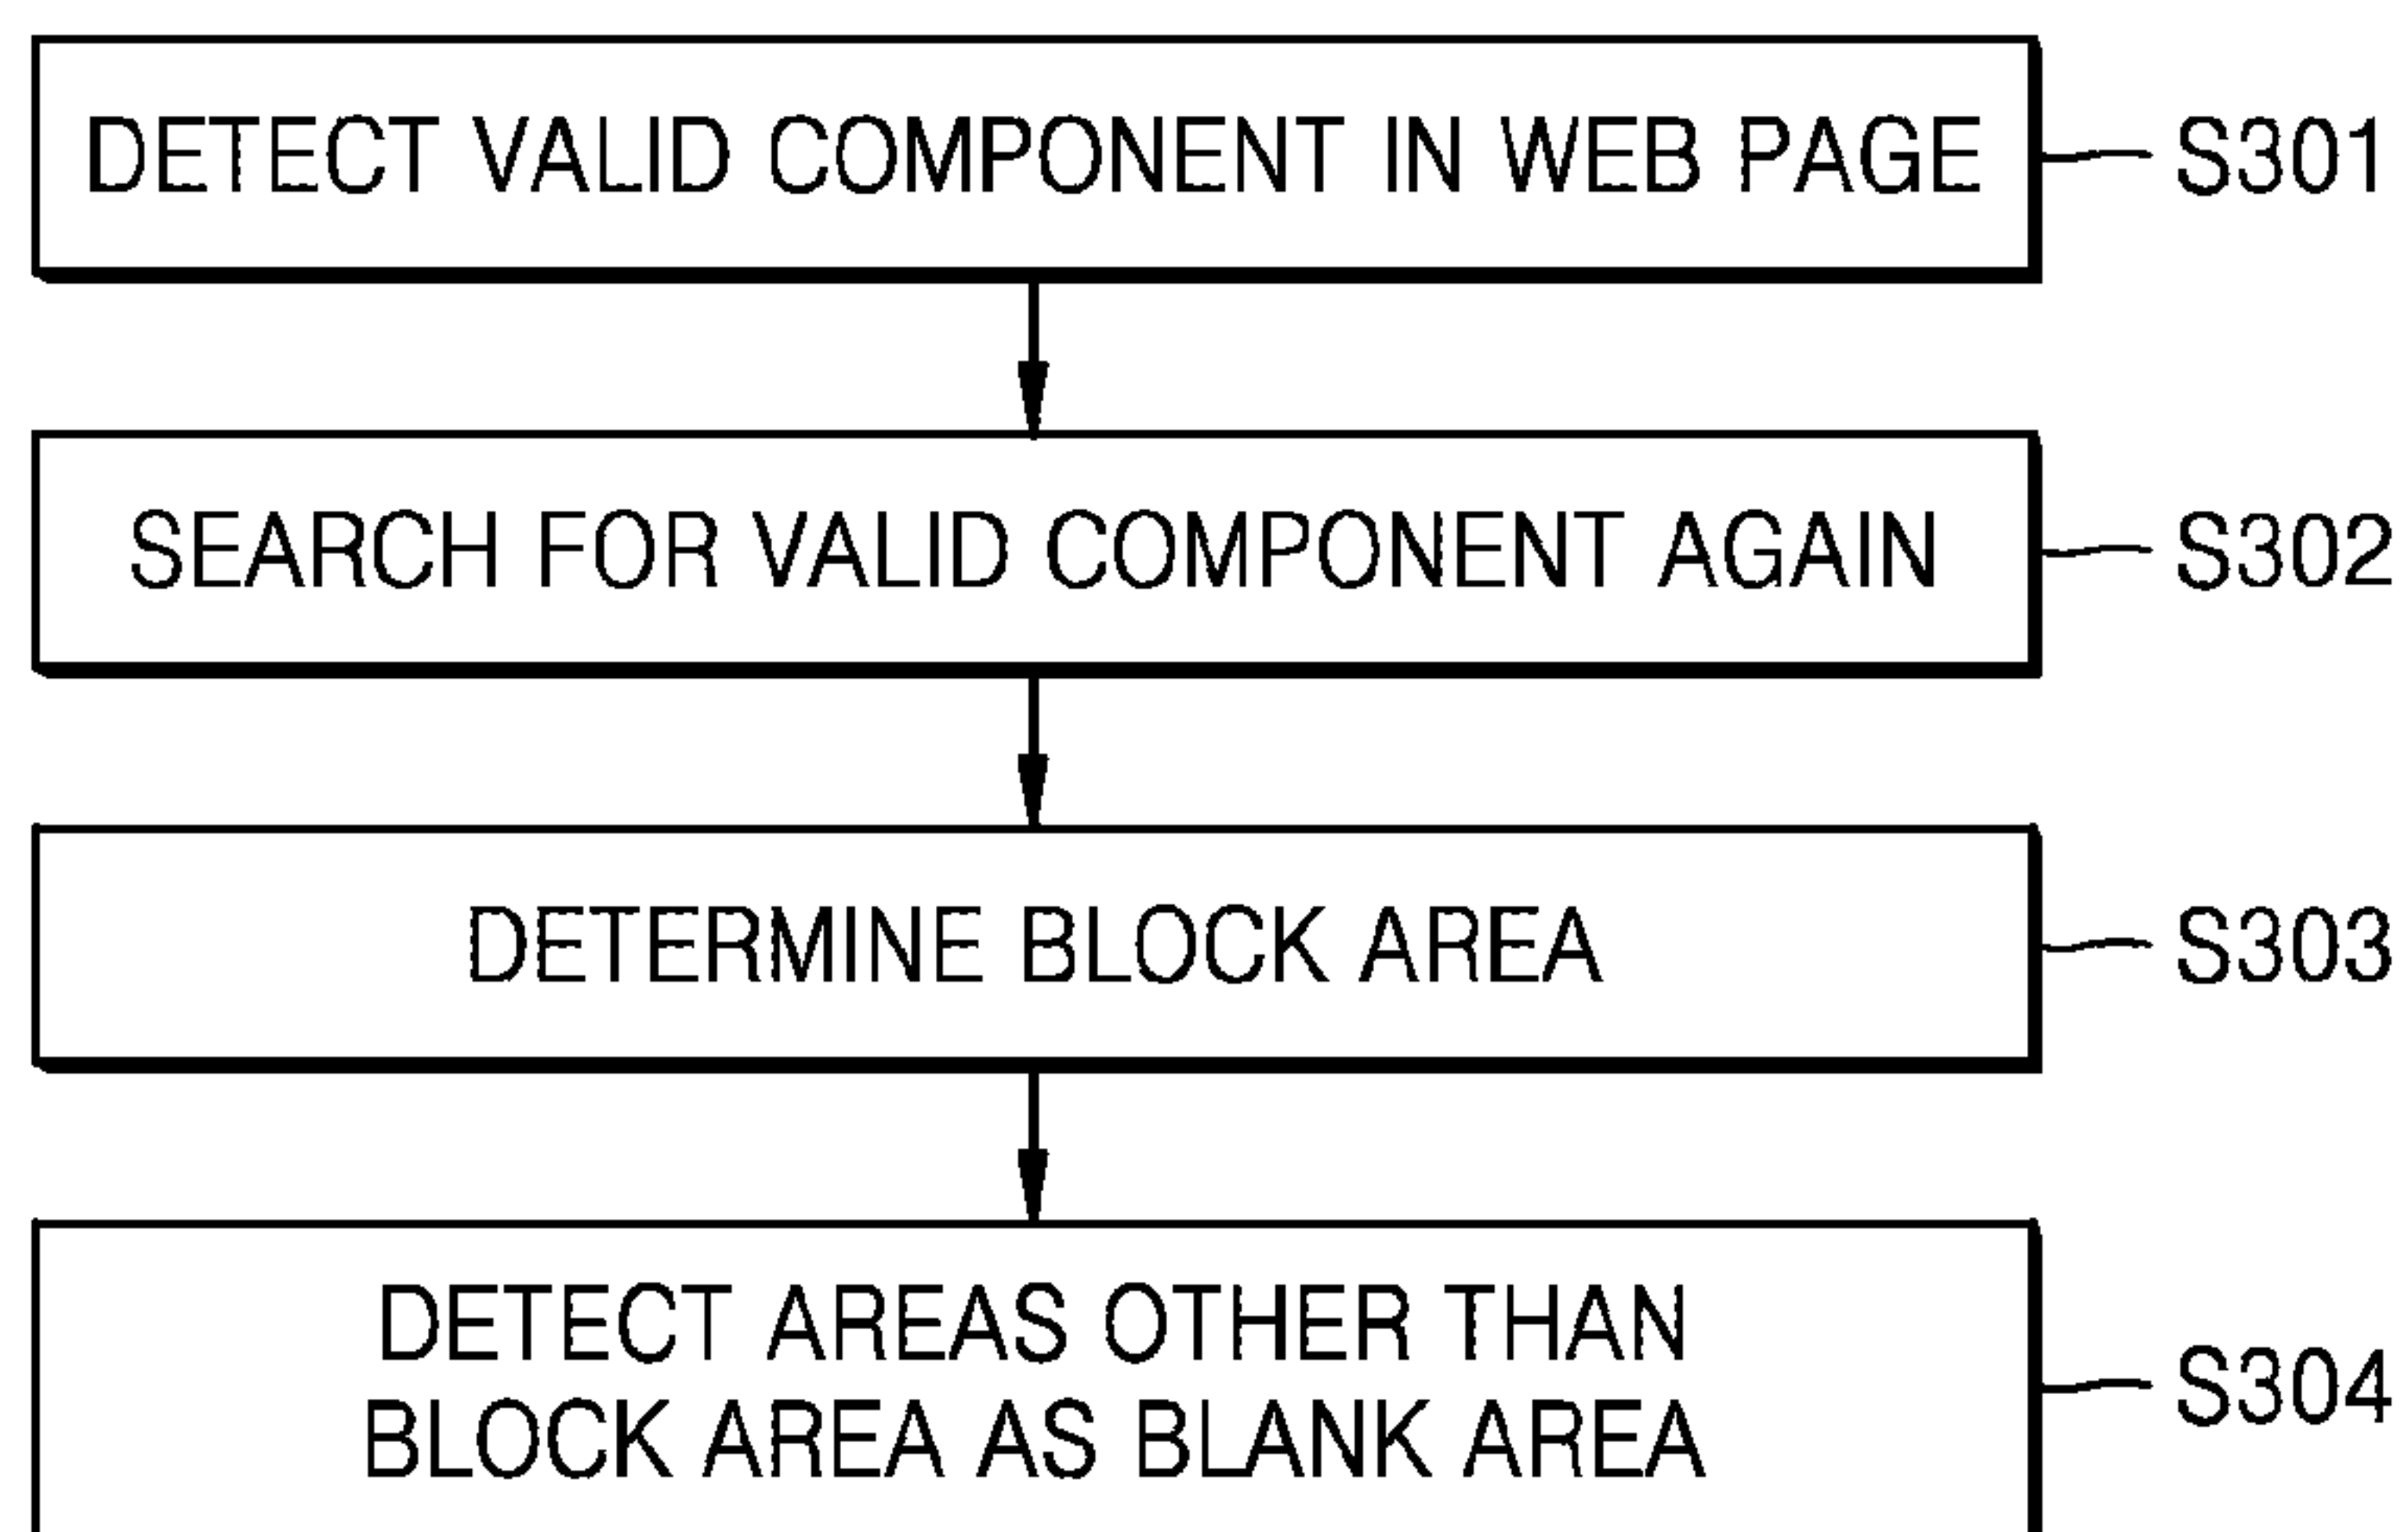 DETECT VALID COMPONENT IN WEB PAGE S301
SEARCH FOR VALID COMPONENT AGAIN S302
DETERMINE BLOCK AREA S303
DETECT AREAS OTHER THAN
BLOCK AREA AS BLANK AREA S304